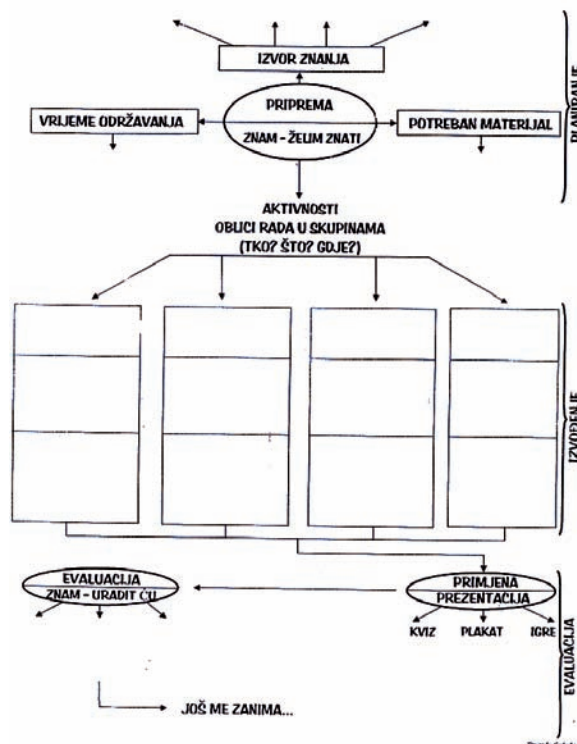 IZVOR ZNANJA
PRIPREMA
ZNAM - ŽELIM ZNATI
VRIJEME ODRŽAVANJA
POTREBAN MATERIJAL
PLANIRANJE
AKTIVNOSTI
OBLICI RADA U SKUPINAMA
(TKO? ŠTO? GDJE?)
IZVOĐENJE
EVALUACIJA
ZNAM - URADIT ĆU
PRIMJENA
PREZENTACIJA
KVIZ PLAKAT IGRE
EVALUACIJA
JOŠ ME ZANIMA...